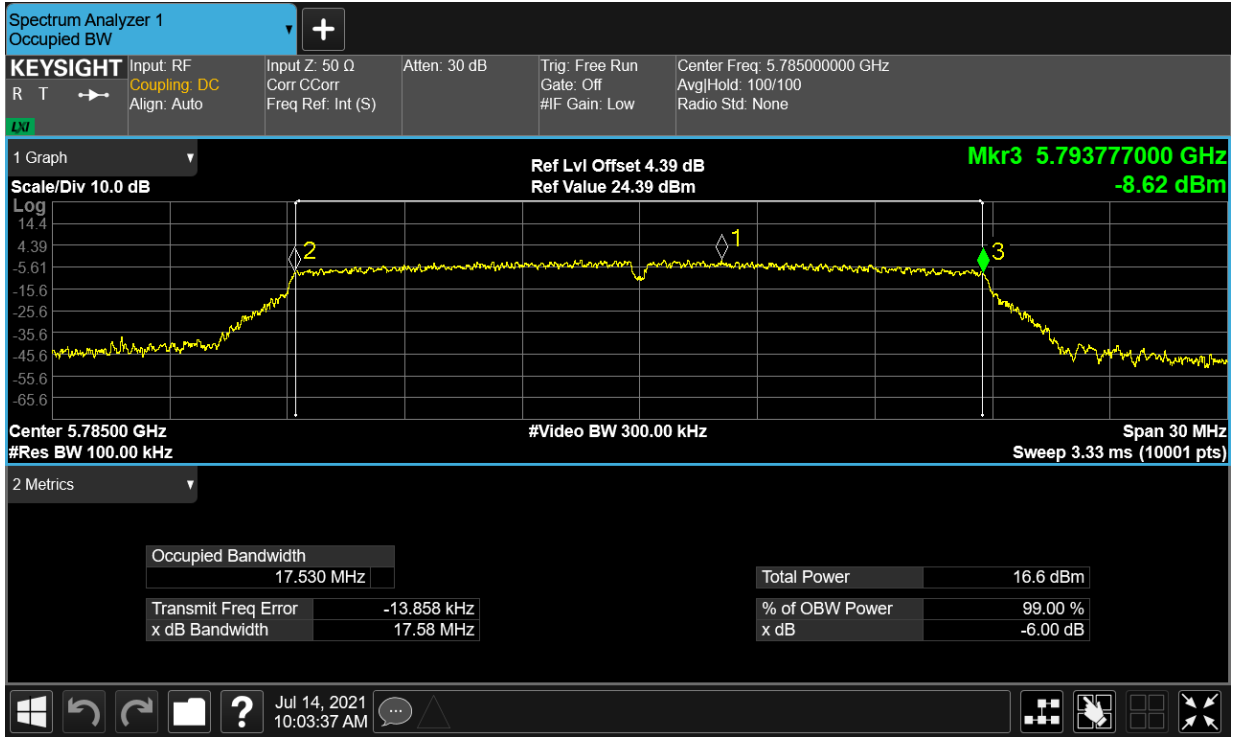 Spectrum Analyzer 1
Occupied BW
KEYSIGHT
R T
LXI
Input: RF
Coupling: DC
Align: Auto
Input Z: 50 Ω
Corr CCorr
Freq Ref: Int (S)
Atten: 30 dB
Trig: Free Run
Gate: Off
#IF Gain: Low
Center Freq: 5.785000000 GHz
Avg|Hold: 100/100
Radio Std: None
1 Graph
Scale/Div 10.0 dB
Ref Lvl Offset 4.39 dB
Ref Value 24.39 dBm
Mkr3 5.793777000 GHz
-8.62 dBm
Log
14.4
4.39
-5.61
-15.6
-25.6
-35.6
-45.6
-55.6
-65.6
2
1
3
Center 5.78500 GHz
#Res BW 100.00 kHz
#Video BW 300.00 kHz
Span 30 MHz
Sweep 3.33 ms (10001 pts)
2 Metrics
Occupied Bandwidth
17.530 MHz
Transmit Freq Error -13.858 kHz
x dB Bandwidth 17.58 MHz
Total Power 16.6 dBm
% of OBW Power 99.00 %
x dB -6.00 dB
?
Jul 14, 2021
10:03:37 AM